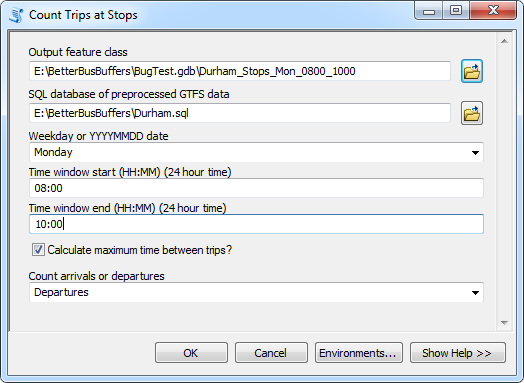 Count Trips at Stops
Output feature class
E:\BetterBusBuffers\BugTest.gdb\Durham_Stops_Mon_0800_1000
SQL database of preprocessed GTFS data
E:\BetterBusBuffers\Durham.sql
Weekday or YYYYMMDD date
Monday
Time window start (HH:MM) (24 hour time)
08:00
Time window end (HH:MM) (24 hour time)
10:00
Calculate maximum time between trips?
Count arrivals or departures
Departures
OK Cancel Environments... Show Help >>